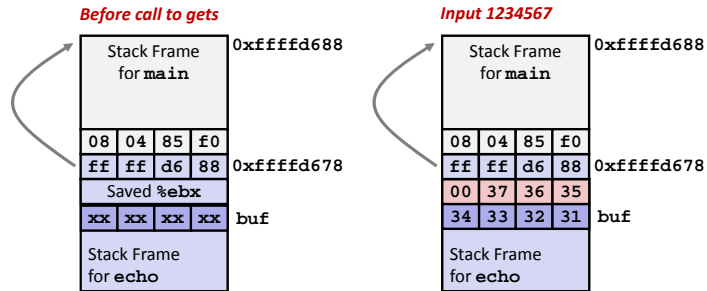 Before call to gets
Stack Frame
for main
0xffffd688
08 04 85 f0
ff ff d6 88 0xffffd678
Saved %ebx
xx xx xx xx buf
Stack Frame
for echo
Input 1234567
Stack Frame
for main
0xffffd688
08 04 85 f0
ff ff d6 88 0xffffd678
00 37 36 35
34 33 32 31 buf
Stack Frame
for echo